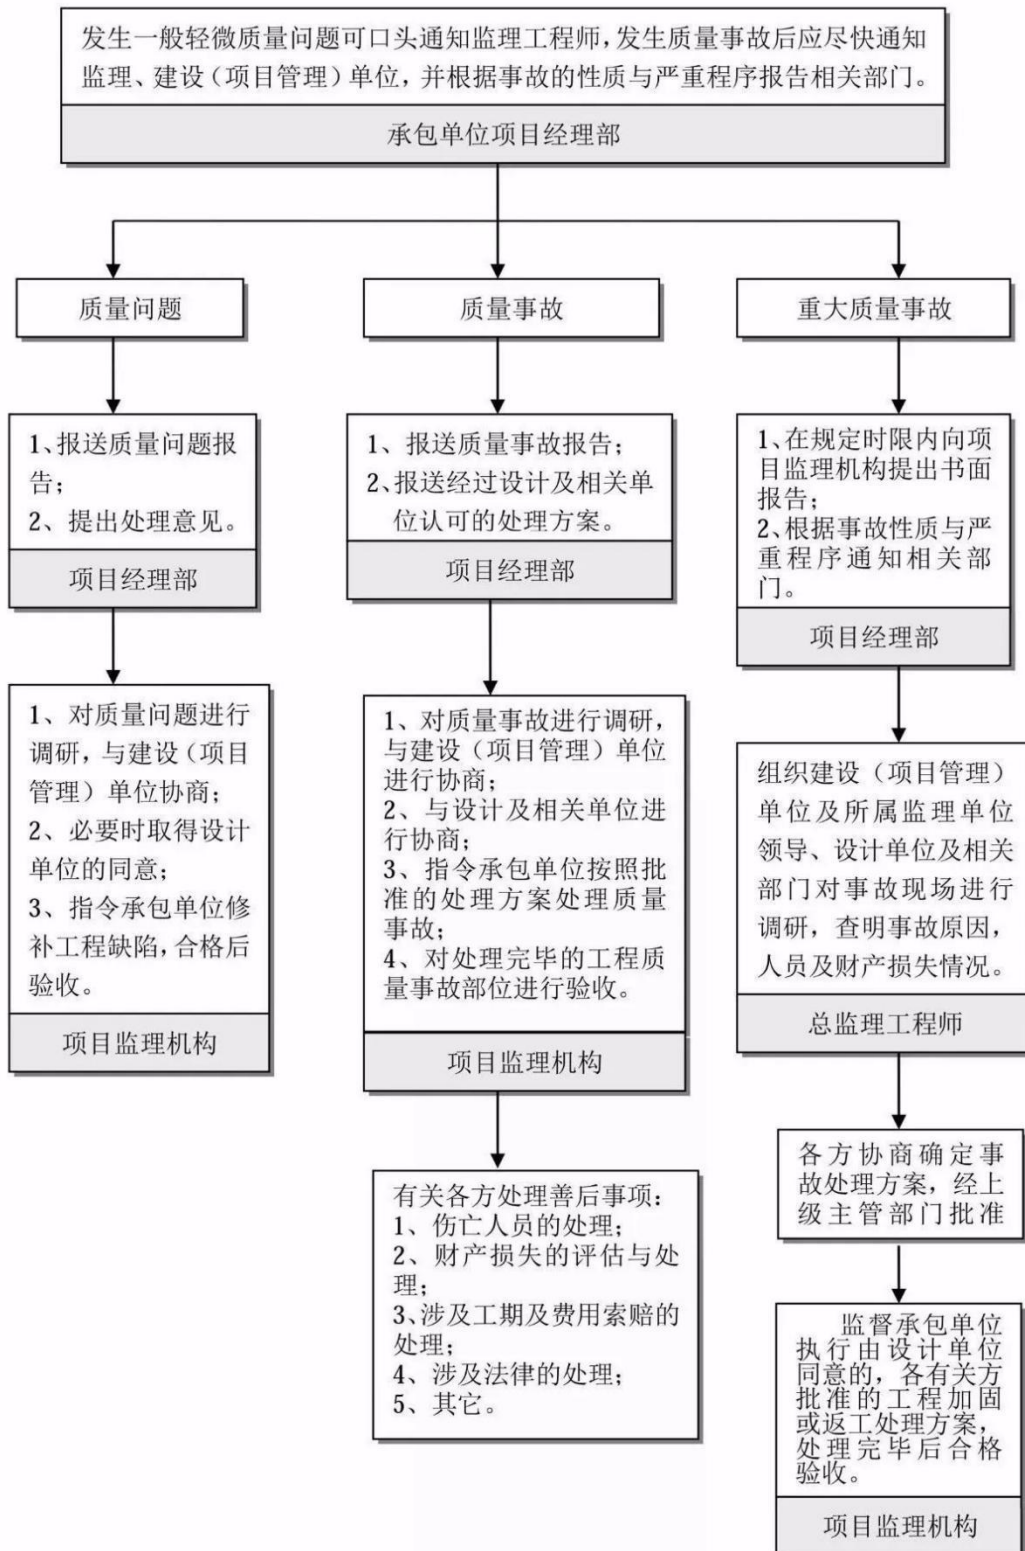 发生一般轻微质量问题可口头通知监理工程师，发生质量事故后应尽快通知
监理、建设（项目管理）单位，并根据事故的性质与严重程序报告相关部门。
承包单位项目经理部
质量问题
1、报送质量问题报
告；
2、提出处理意见。
项目经理部
1、对质量问题进行
调研，与建设（项目
管理）单位协商；
2、必要时取得设计
单位的同意；
3、指令承包单位修
补工程缺陷，合格后
验收。
项目监理机构
质量事故
1、报送质量事故报告；
2、报送经过设计及相关单
位认可的处理方案。
项目经理部
1、对质量事故进行调研，
与建设（项目管理）单位
进行协商；
2、与设计及相关单位进
行协商；
3、指令承包单位按照批
准的处理方案处理质量
事故；
4、对处理完毕的工程质
量事故部位进行验收。
项目监理机构
有关各方处理善后事项：
1、伤亡人员的处理；
2、财产损失的评估与处
理；
3、涉及工期及费用索赔的
处理；
4、涉及法律的处理；
5、其它。
重大质量事故
1、在规定时限内向项
目监理机构提出书面
报告；
2、根据事故性质与严
重程序通知相关部
门。
项目经理部
组织建设（项目管理）
单位及所属监理单位
领导、设计单位及相关
部门对事故现场进行
调研，查明事故原因，
人员及财产损失情况。
总监理工程师
各方协商确定事
故处理方案，经上
级主管部门批准
监督承包单位
执行由设计单位
同意的，各有关方
批准的工程加固
或返工处理方案，
处理完毕后合格
验收。
项目监理机构